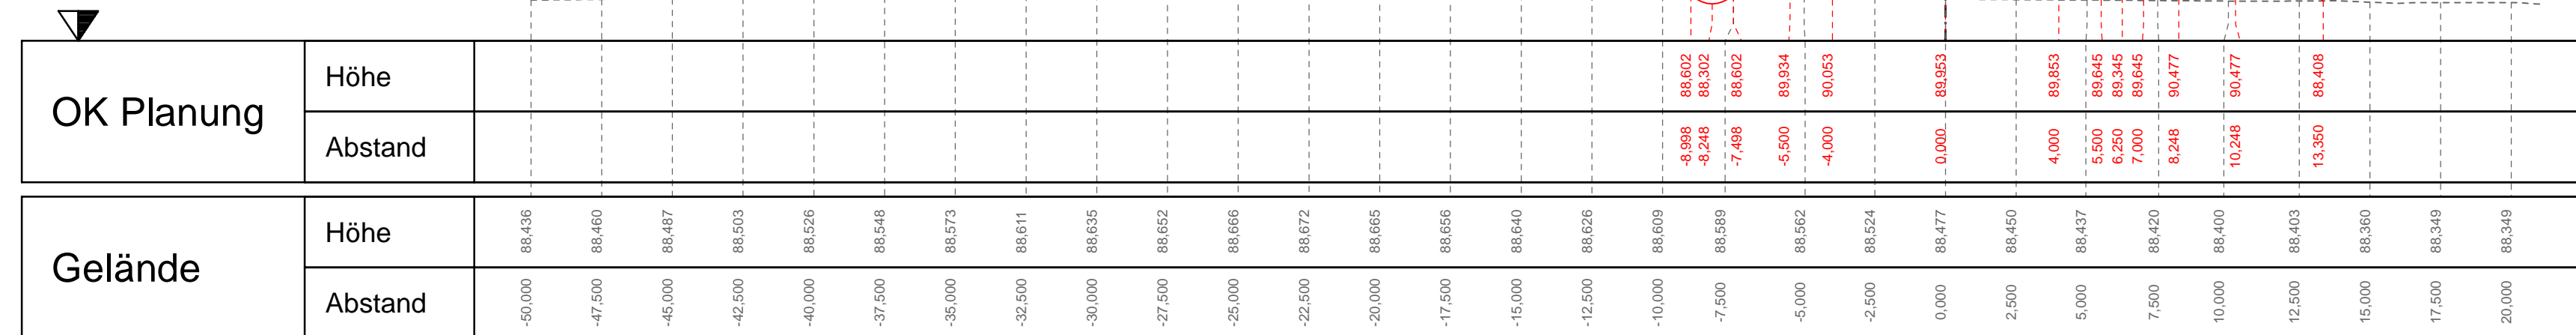 OK Planung
Höhe
88,602 88,302 88,602 89,934 90,053 89,953 89,853 89,645 89,345 89,645 90,477 90,477 88,408
Abstand
-8,998 -8,248 -7,498 -5,500 -4,000 0,000 4,000 5,500 6,250 7,000 8,248 10,248 13,350
Gelände
Höhe
88,436 88,460 88,487 88,503 88,526 88,548 88,573 88,611 88,635 88,652 88,666 88,672 88,665 88,656 88,640 88,626 88,609 88,589 88,562 88,524 88,477 88,450 88,437 88,420 88,400 88,403 88,360 88,349 88,349
Abstand
-50,000 -47,500 -45,000 -42,500 -40,000 -37,500 -35,000 -32,500 -30,000 -27,500 -25,000 -22,500 -20,000 -17,500 -15,000 -12,500 -10,000 -7,500 -5,000 -2,500 0,000 2,500 5,000 7,500 10,000 12,500 15,000 17,500 20,000